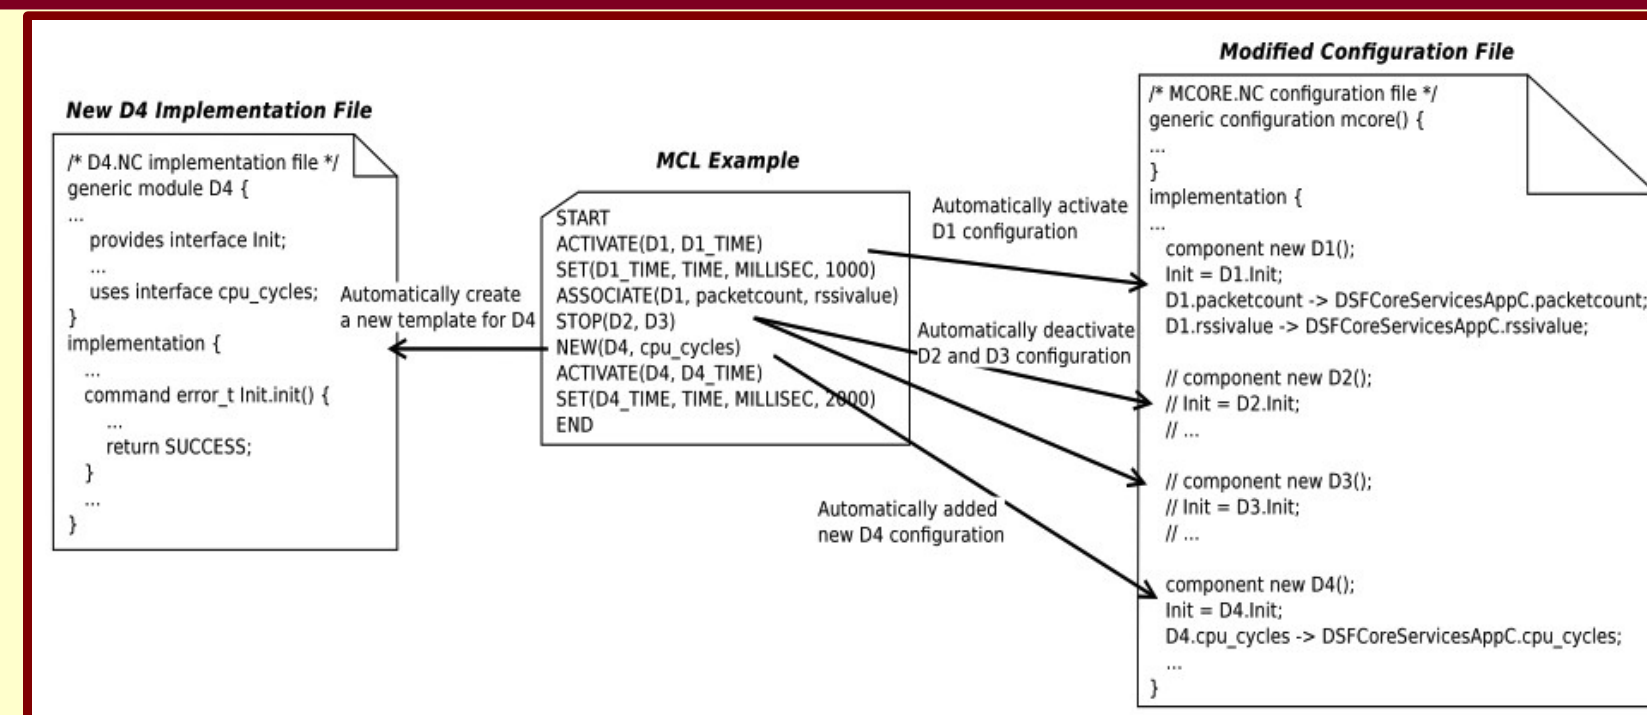 New D4 Implementation File
/* D4.NC implementation file */
generic module D4 {
...
provides interface Init;
...
uses interface cpu_cycles;
}
implementation {
...
command error_t Init.init() {
...
return SUCCESS;
}
...
}
Automatically create
a new template for D4
MCL Example
START
ACTIVATE(D1, D1_TIME)
SET(D1_TIME, TIME, MILLISEC, 1000)
ASSOCIATE(D1, packetcount, rssivalue)
STOP(D2, D3)
NEW(D4, cpu_cycles)
ACTIVATE(D4, D4_TIME)
SET(D4_TIME, TIME, MILLISEC, 2000)
END
Automatically activate
D1 configuration
Automatically deactivate
D2 and D3 configuration
Automatically added
new D4 configuration
Modified Configuration File
/* MCORE.NC configuration file */
generic configuration mcore() {
...
}
implementation {
...
component new D1();
Init = D1.Init;
D1.packetcount -> DSFCoreServicesAppC.packetcount;
D1.rssivalue -> DSFCoreServicesAppC.rssivalue;
// component new D2();
// Init = D2.Init;
// ...
// component new D3();
// Init = D3.Init;
// ...
component new D4();
Init = D4.Init;
D4.cpu_cycles -> DSFCoreServicesAppC.cpu_cycles;
...
}